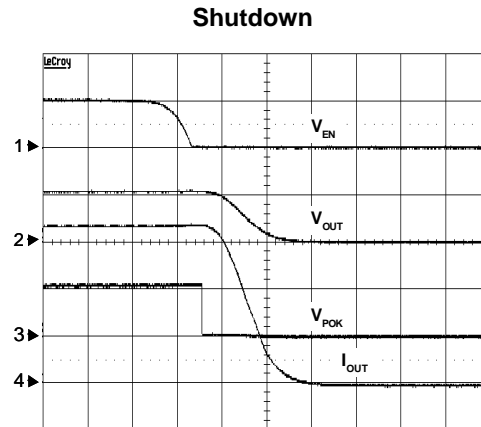 Shutdown
LeCroy
1
V_EN
V_OUT
2
V_POK
3
I_OUT
4